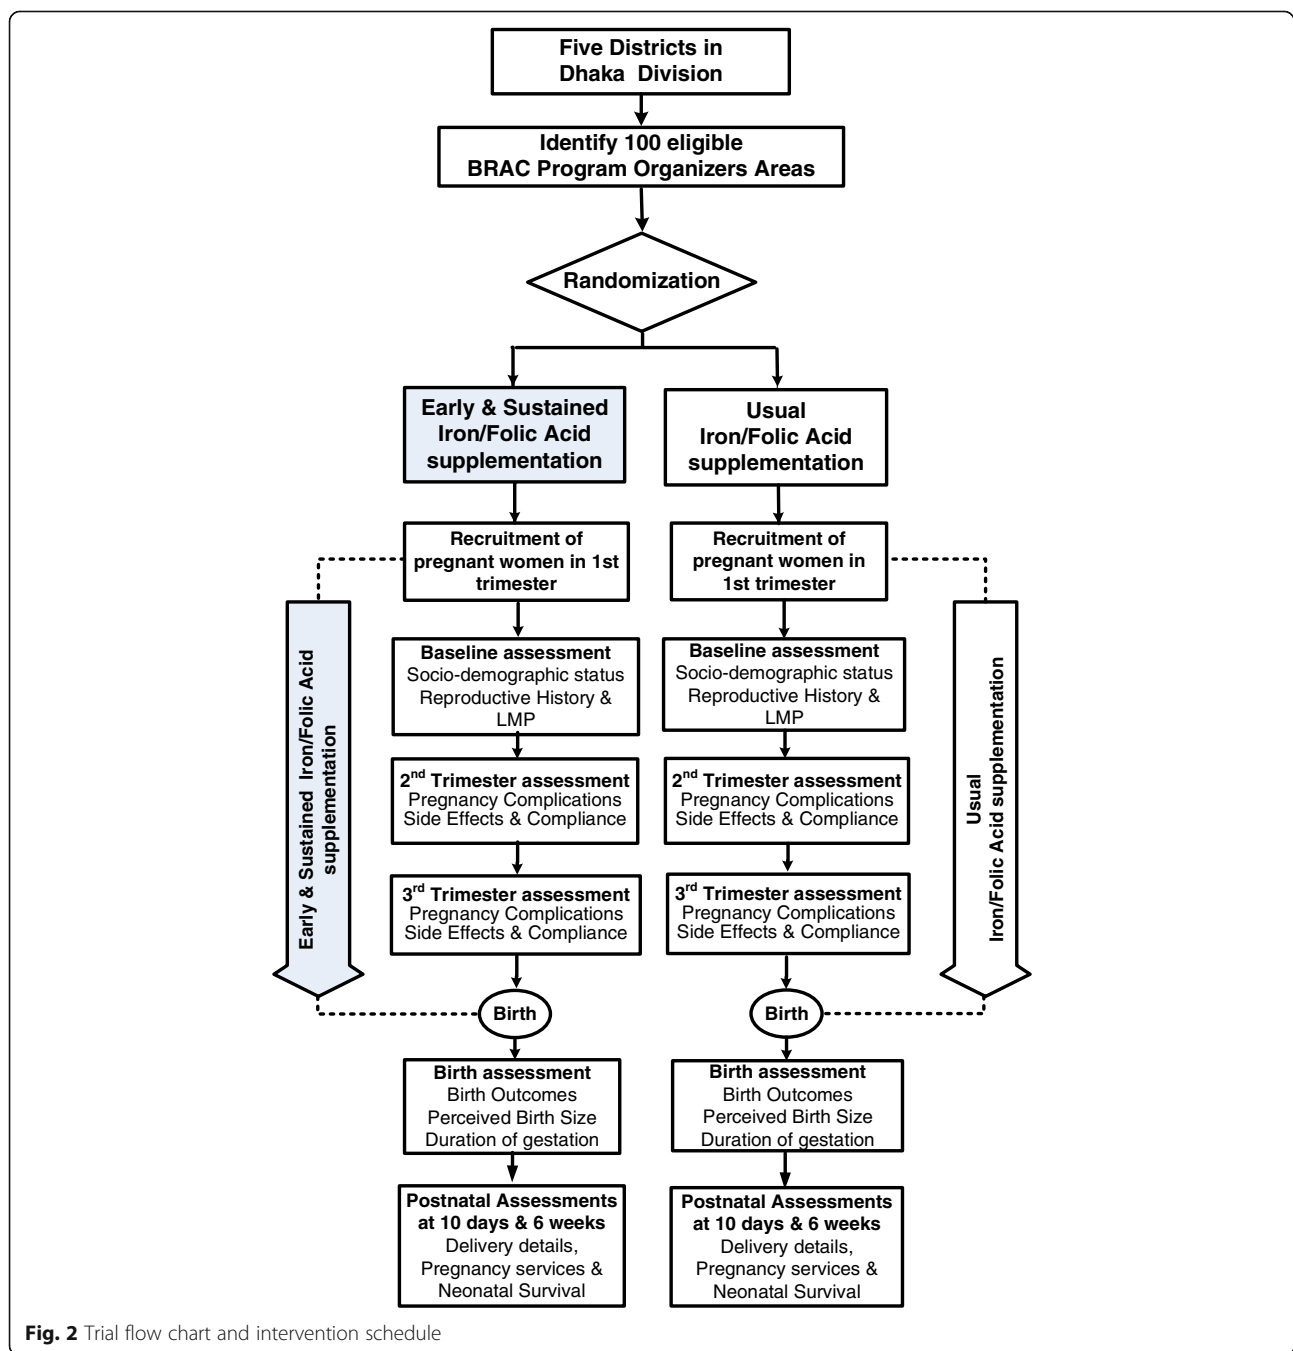 Five Districts in
Dhaka Division
Identify 100 eligible
BRAC Program Organizers Areas
Randomization
Early & Sustained
Iron/Folic Acid
supplementation
Usual
Iron/Folic Acid
supplementation
Recruitment of
pregnant women in 1st
trimester
Recruitment of
pregnant women in
1st trimester
Early & Sustained Iron/Folic Acid
supplementation
Baseline assessment
Socio-demographic status
Reproductive History &
LMP
Baseline assessment
Socio-demographic status
Reproductive History &
LMP
Usual
Iron/Folic Acid supplementation
2nd Trimester assessment
Pregnancy Complications
Side Effects & Compliance
2nd Trimester assessment
Pregnancy Complications
Side Effects & Compliance
3rd Trimester assessment
Pregnancy Complications
Side Effects & Compliance
3rd Trimester assessment
Pregnancy Complications
Side Effects & Compliance
Birth
Birth
Birth assessment
Birth Outcomes
Perceived Birth Size
Duration of gestation
Birth assessment
Birth Outcomes
Perceived Birth Size
Duration of gestation
Postnatal Assessments
at 10 days & 6 weeks
Delivery details,
Pregnancy services &
Neonatal Survival
Postnatal Assessments
at 10 days & 6 weeks
Delivery details,
Pregnancy services &
Neonatal Survival
Fig. 2 Trial flow chart and intervention schedule